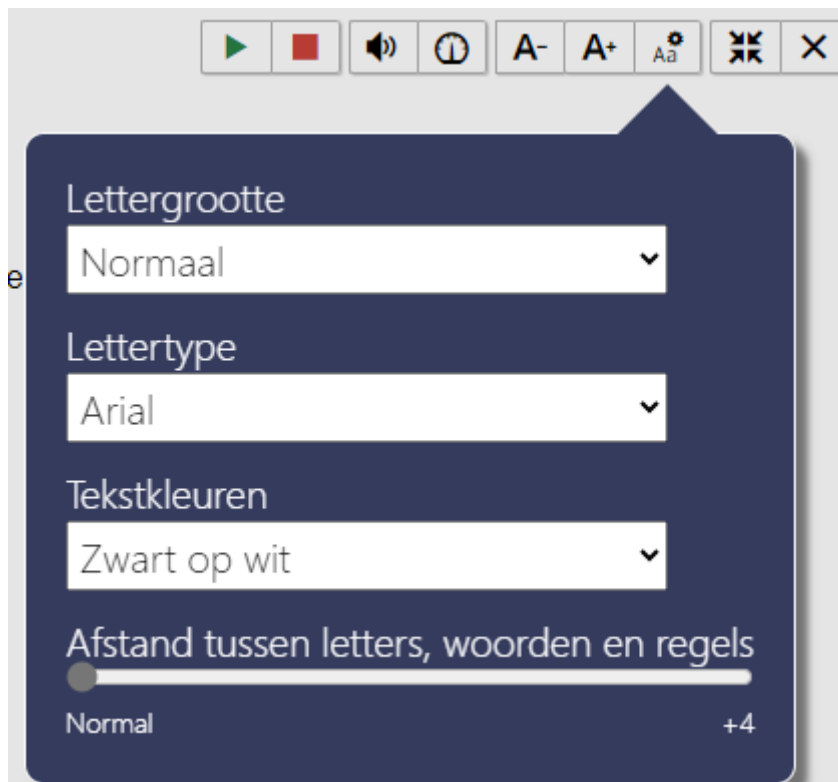 A- A+ Aa
e
Lettergrootte
Normaal
Lettertype
Arial
Tekstkleuren
Zwart op wit
Afstand tussen letters, woorden en regels
Normal +4